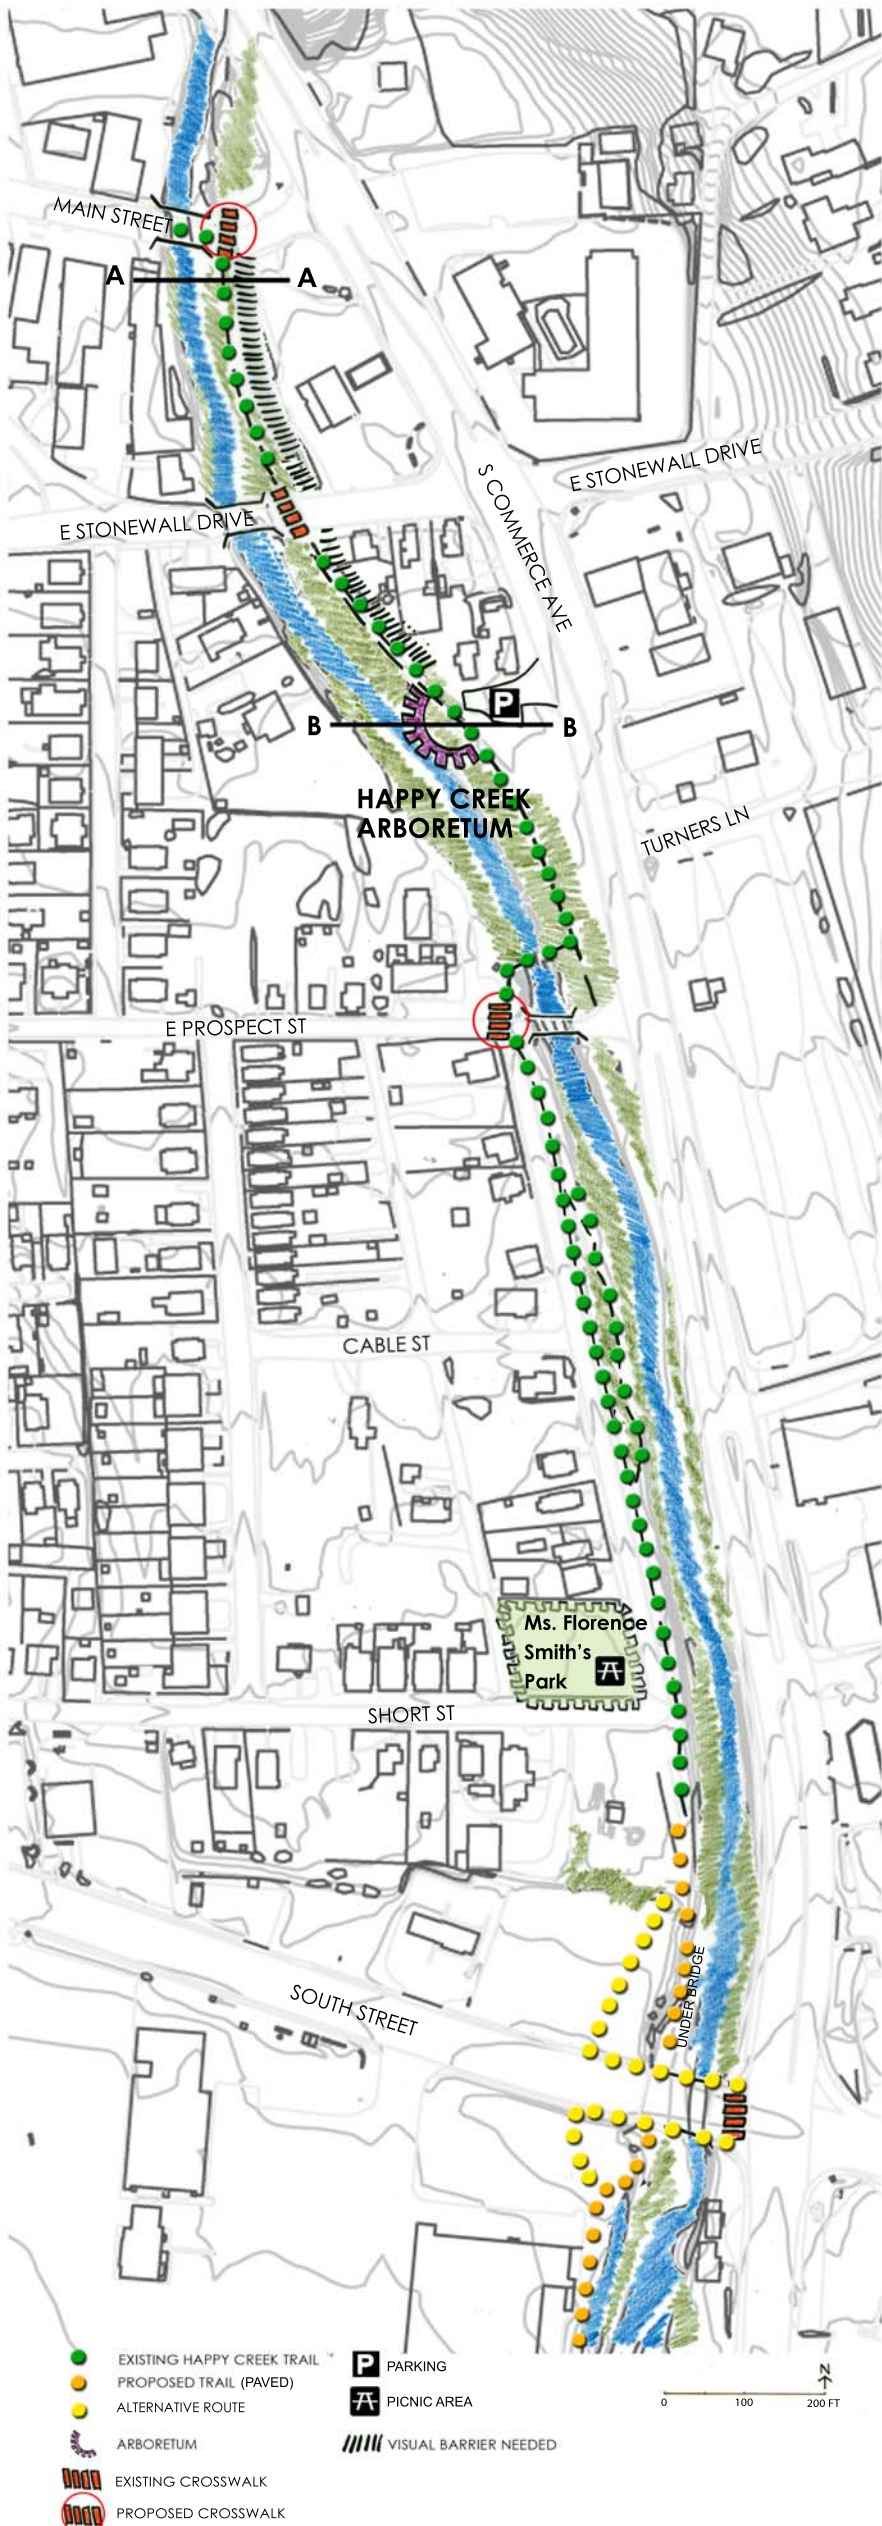 MAIN STREET
A
A
E STONEWALL DRIVE
E STONEWALL DRIVE
S COMMERCE AVE
P
B
B
HAPPY CREEK
ARBORETUM
TURNERS LN
E PROSPECT ST
CABLE ST
Ms. Florence
Smith's
Park
SHORT ST
UNDER BRIDGE
SOUTH STREET
EXISTING HAPPY CREEK TRAIL
PROPOSED TRAIL (PAVED)
ALTERNATIVE ROUTE
ARBORETUM
EXISTING CROSSWALK
PROPOSED CROSSWALK
P PARKING
PICNIC AREA
VISUAL BARRIER NEEDED
N
0 100 200 FT